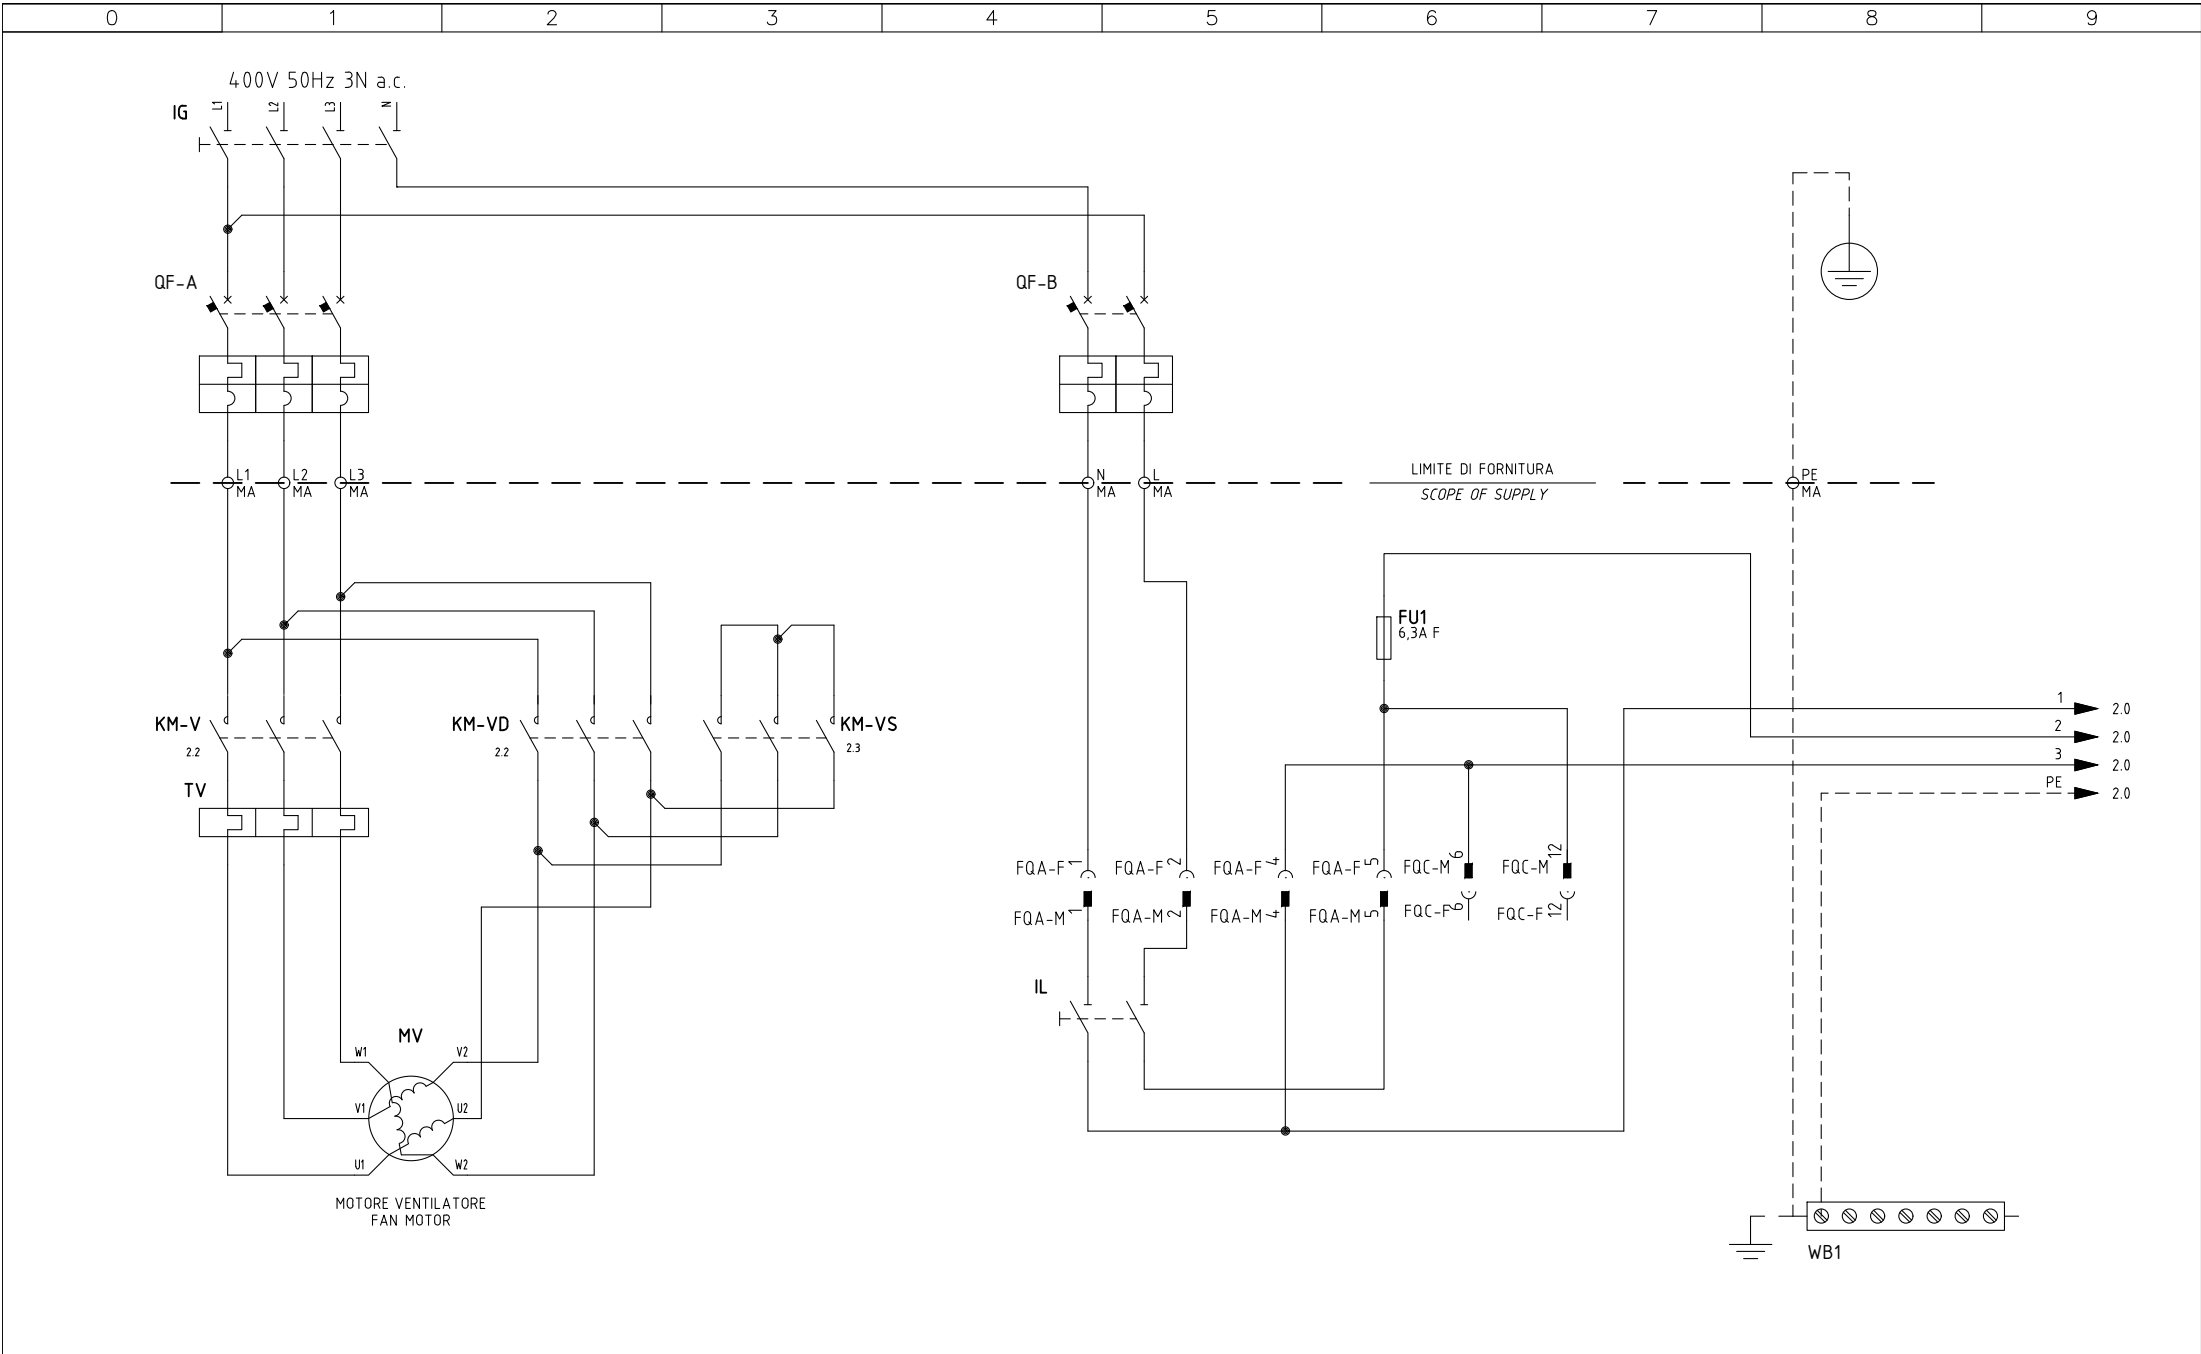 0 1 2 3 4 5 6 7 8 9
400V 50Hz 3N a.c.
IG L1 L2 L3 N
QF-A QF-B
L1 L2 L3 N L PE
MA MA MA MA MA MA
LIMITE DI FORNITURA
SCOPE OF SUPPLY
FU1
6,3A F
KM-V KM-VD KM-VS
2.2 2.2 2.3
1 2.0
2 2.0
3 2.0
PE 2.0
TV
FQA-F 1 FQA-F 2 FQA-F 4 FQA-F 5 FQC-M 6 FQC-M 12
FQA-M 1 FQA-M 2 FQA-M 4 FQA-M 5 FQC-F 6 FQC-F 12
IL
MV
W1 V2
V1 U2
U1 W2
MOTORE VENTILATORE
FAN MOTOR
WB1